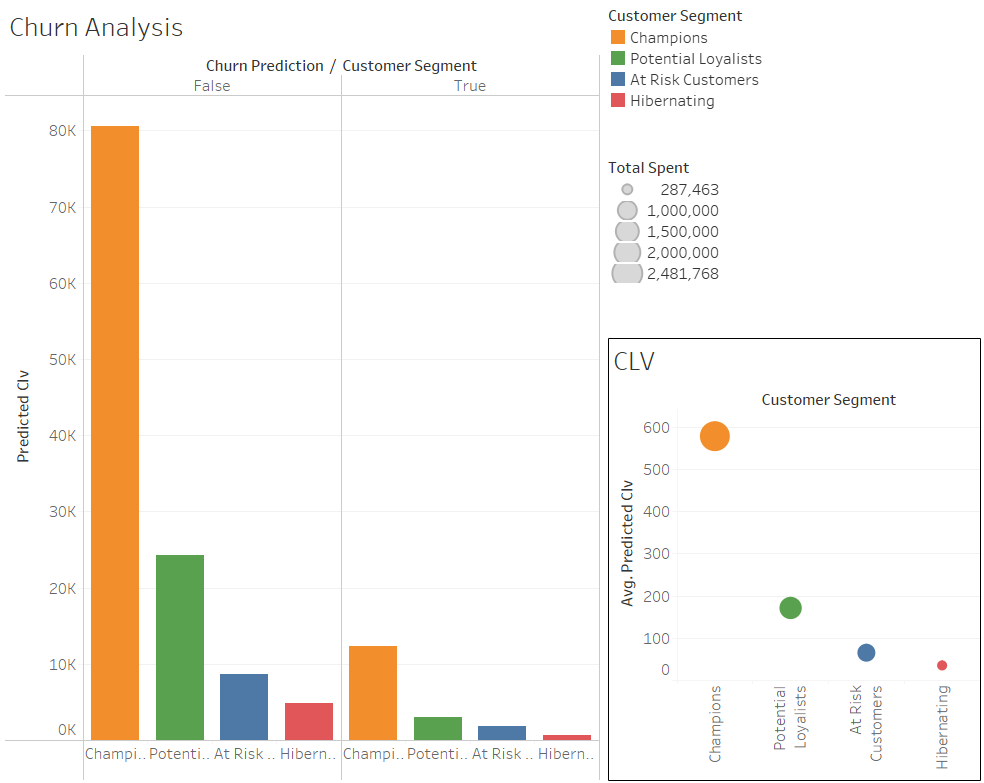 Churn Analysis
Churn Prediction / Customer Segment
False
True
80K
70K
60K
50K
40K
30K
20K
10K
0K
Predicted Clv
Champi..
Potenti..
At Risk ..
Hibern..
Champi..
Potenti..
At Risk ..
Hibern..
Customer Segment
Champions
Potential Loyalists
At Risk Customers
Hibernating
Total Spent
287,463
1,000,000
1,500,000
2,000,000
2,481,768
CLV
Customer Segment
600
500
400
300
200
100
0
Avg. Predicted Clv
Champions
Potential
Loyalists
At Risk
Customers
Hibernating